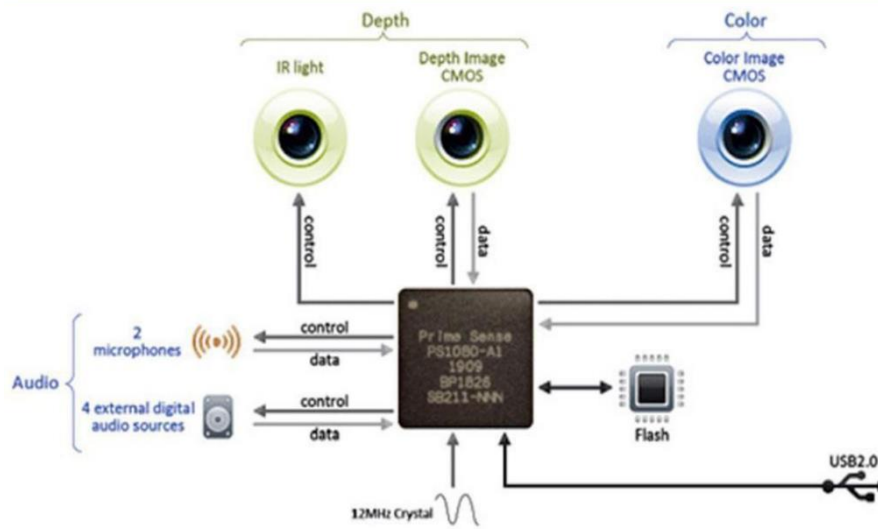 Depth
Color
IR light
Depth Image
CMOS
Color Image
CMOS
control
control
data
control
data
Audio
2
microphones
control
data
4 external digital
audio sources
control
data
Prime Sense
PS1080-A1
1909
BP1826
SB211-NNN
Flash
USB2.0
12MHz Crystal